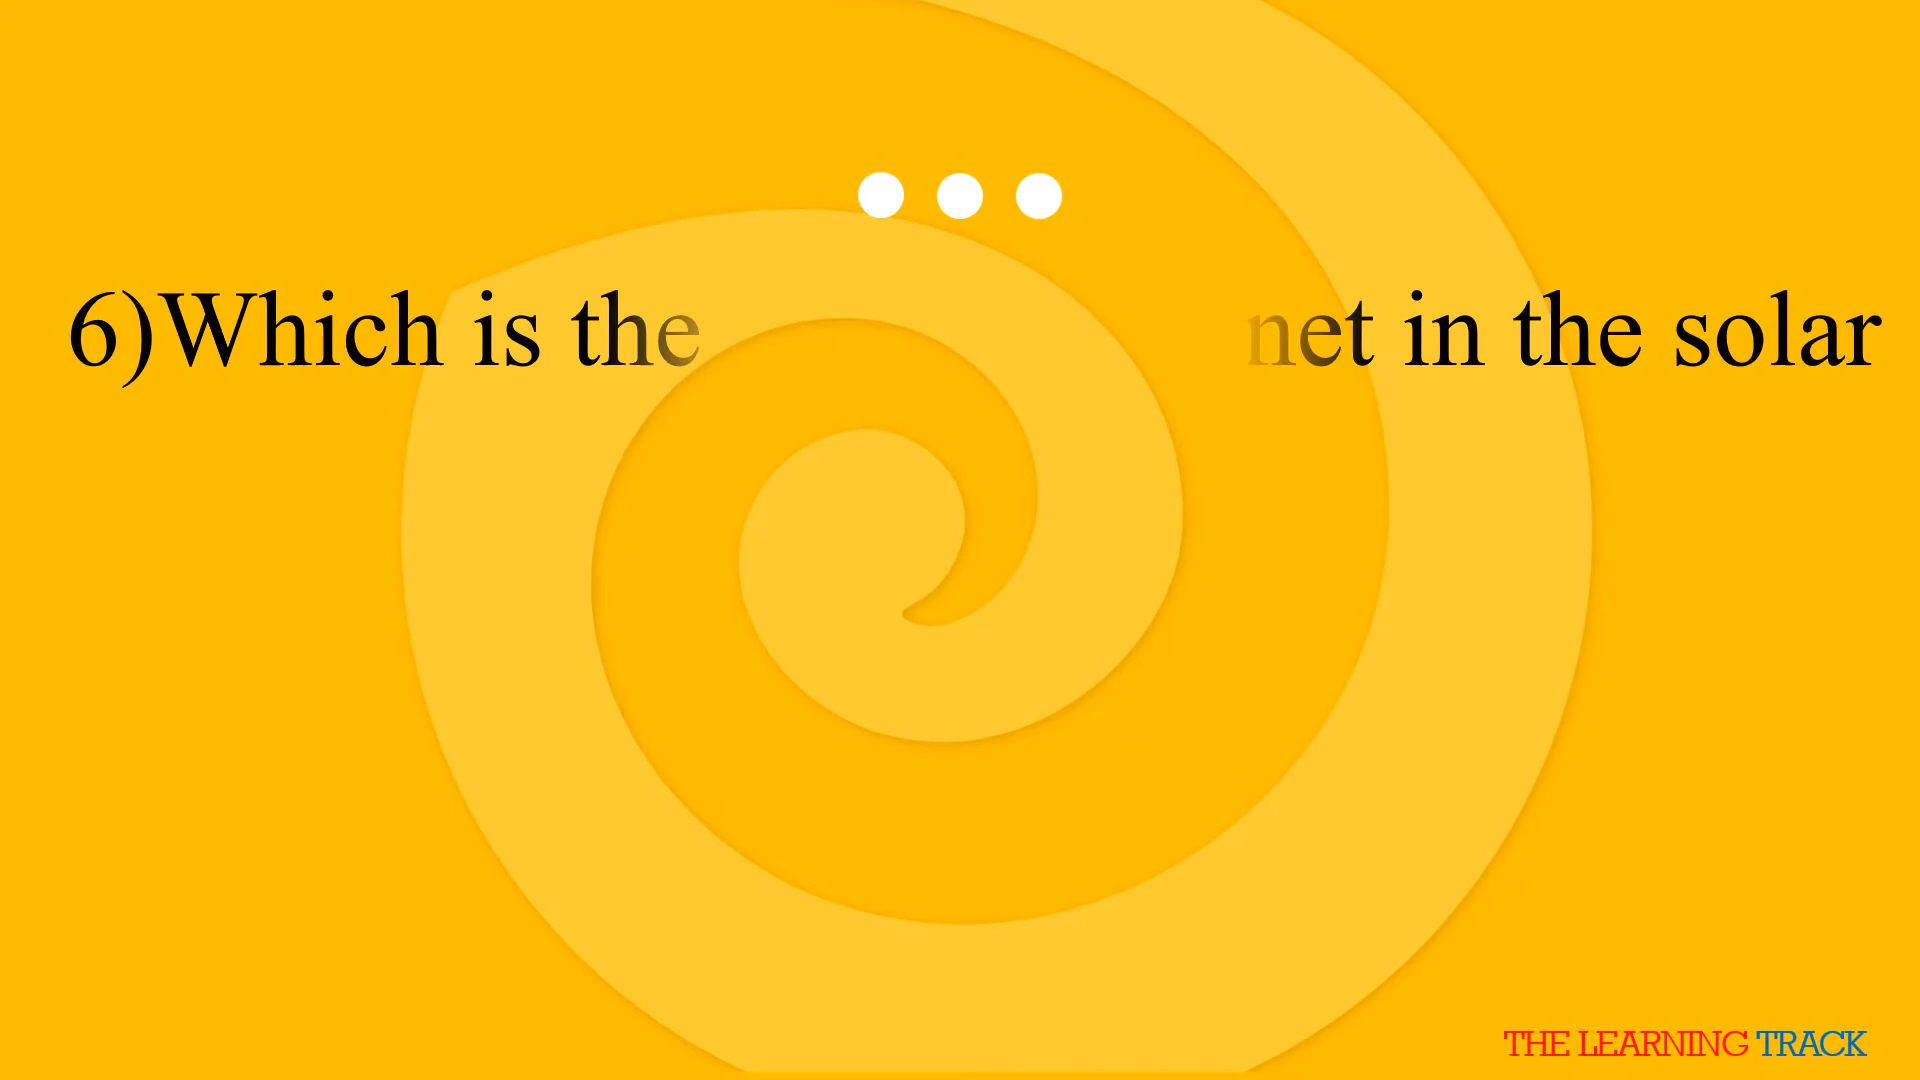 6)Which is the net in the solar
THE LEARNING TRACK